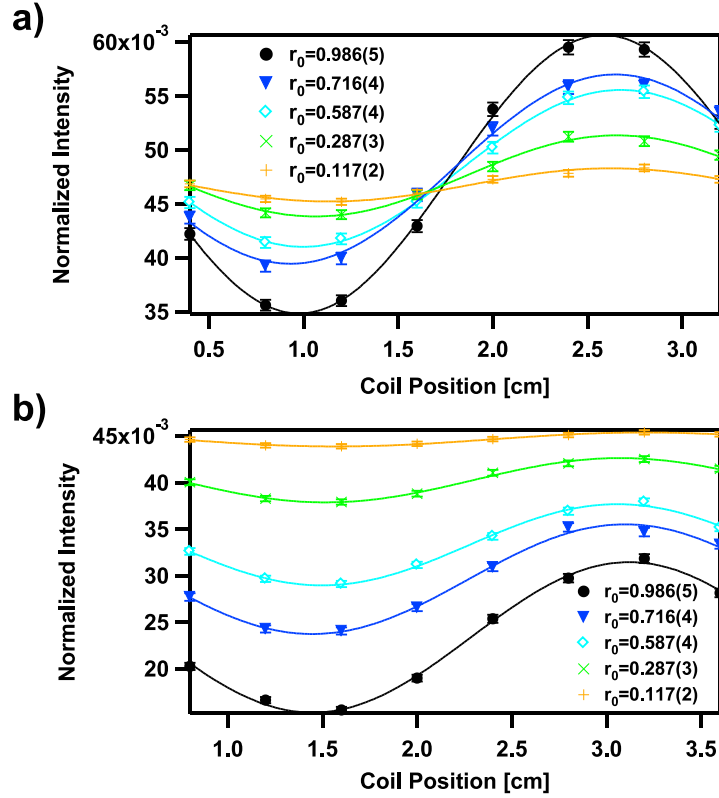 a)
60x10⁻³
55
50
45
40
35
Normalized Intensity
r₀=0.986(5)
r₀=0.716(4)
r₀=0.587(4)
r₀=0.287(3)
r₀=0.117(2)
0.5 1.0 1.5 2.0 2.5 3.0
Coil Position [cm]
b)
45x10⁻³
40
35
30
25
20
Normalized Intensity
r₀=0.986(5)
r₀=0.716(4)
r₀=0.587(4)
r₀=0.287(3)
r₀=0.117(2)
1.0 1.5 2.0 2.5 3.0 3.5
Coil Position [cm]